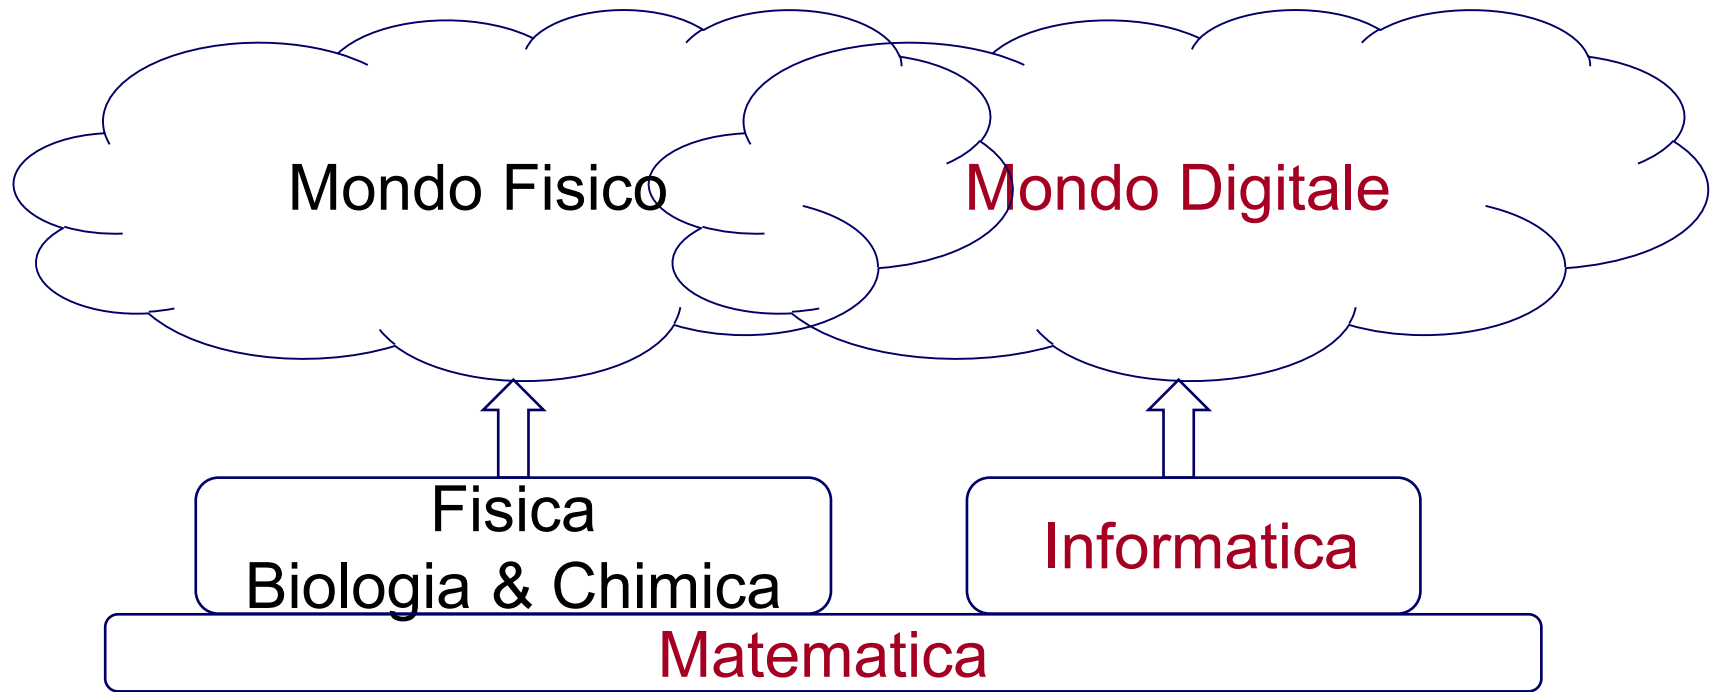 Mondo Fisico
Mondo Digitale
Fisica
Biologia & Chimica
Informatica
Matematica